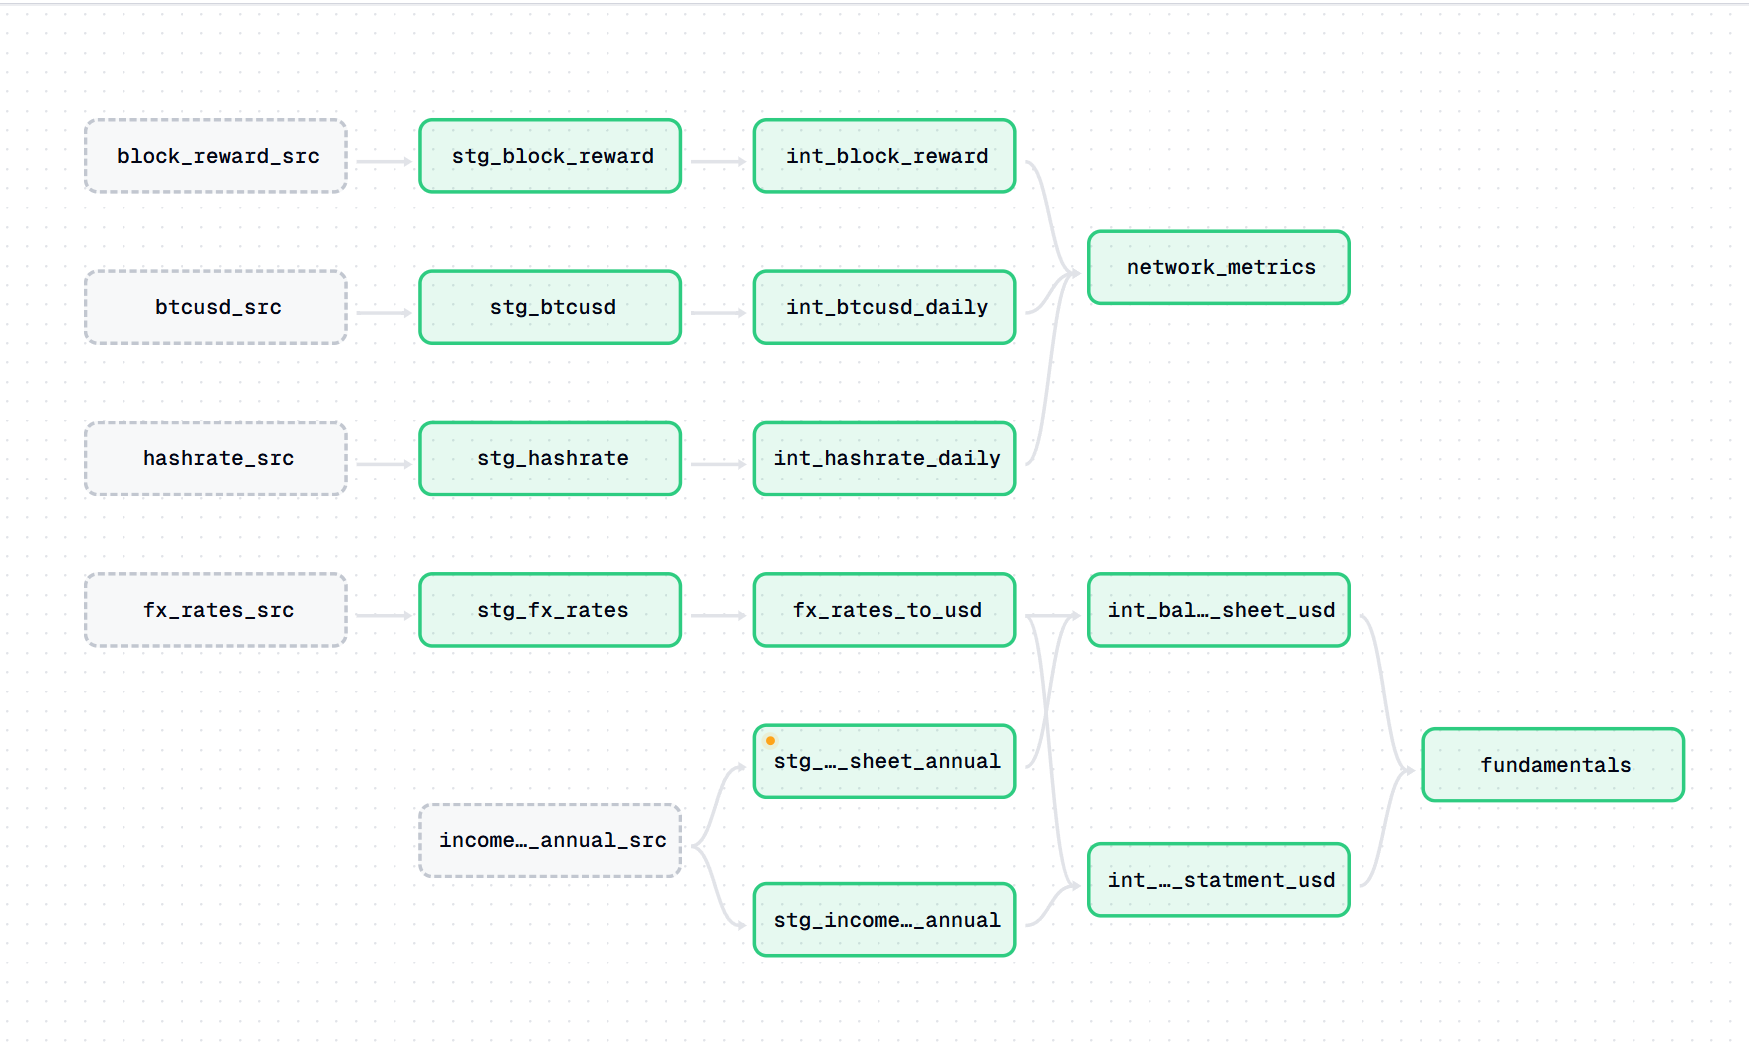 block_reward_src
stg_block_reward
int_block_reward
network_metrics
btcusd_src
stg_btcusd
int_btcusd_daily
hashrate_src
stg_hashrate
int_hashrate_daily
fx_rates_src
stg_fx_rates
fx_rates_to_usd
int_bal…_sheet_usd
stg_…_sheet_annual
fundamentals
income…_annual_src
int_…_statment_usd
stg_income…_annual